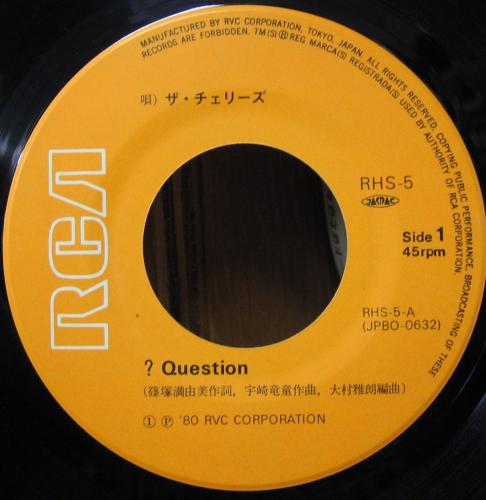 MANUFACTURED BY RVC CORPORATION, TOKYO, JAPAN. ALL RIGHTS RESERVED. COPYING PUBLIC PERFORMANCE, BROADCASTING OF THESE
RECORDS ARE FORBIDDEN. TM(S) ® REG MARCA(S) REGISTRADA(S) USED BY AUTHORITY OF RCA CORPORATION.
唄) ザ・チェリーズ
RCA
RHS-5
JASRAC
Side 1
45rpm
RHS-5-A
(JPBO-0632)
? Question
(篠塚満由美作詞, 宇崎竜童作曲, 大村雅朗編曲)
① ℗ '80 RVC CORPORATION